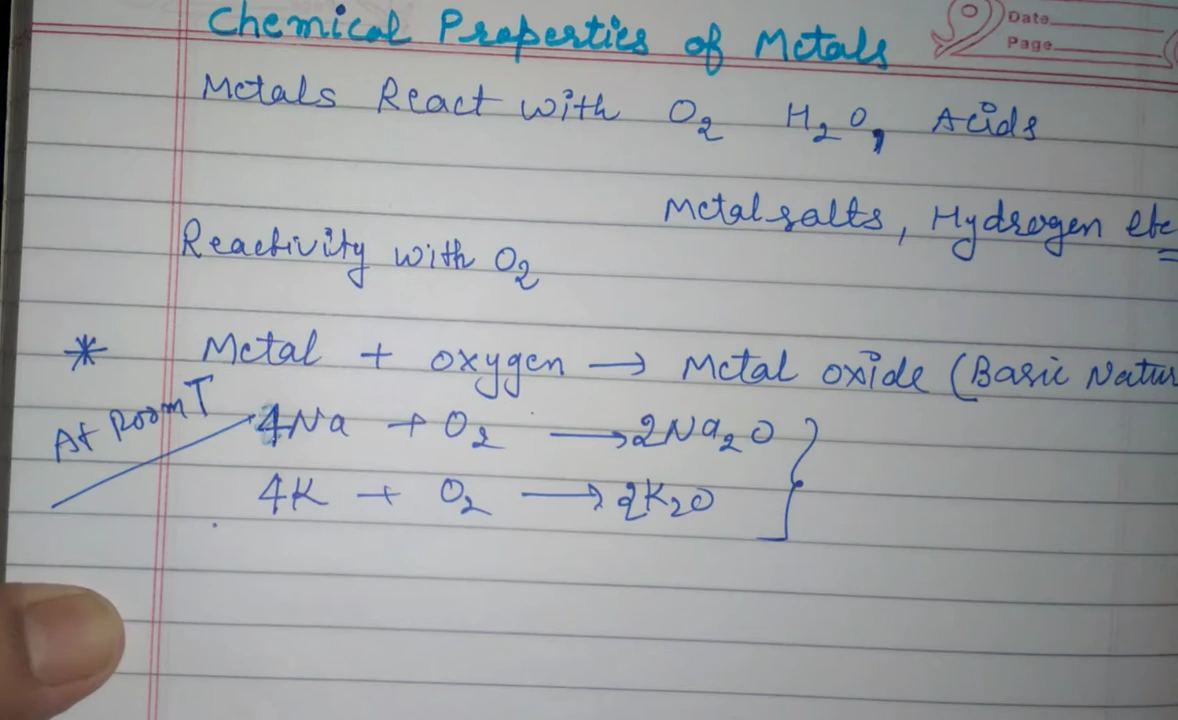 Chemical Properties of Metals
Date
Page
Metals React with O₂ H₂O, Acids
Metal salts, Hydrogen etc
Reactivity with O₂
* Metal + oxygen → Metal oxide (Basic Natur
At Room T
4Na + O₂ → 2Na₂O
4K + O₂ → 2K₂O